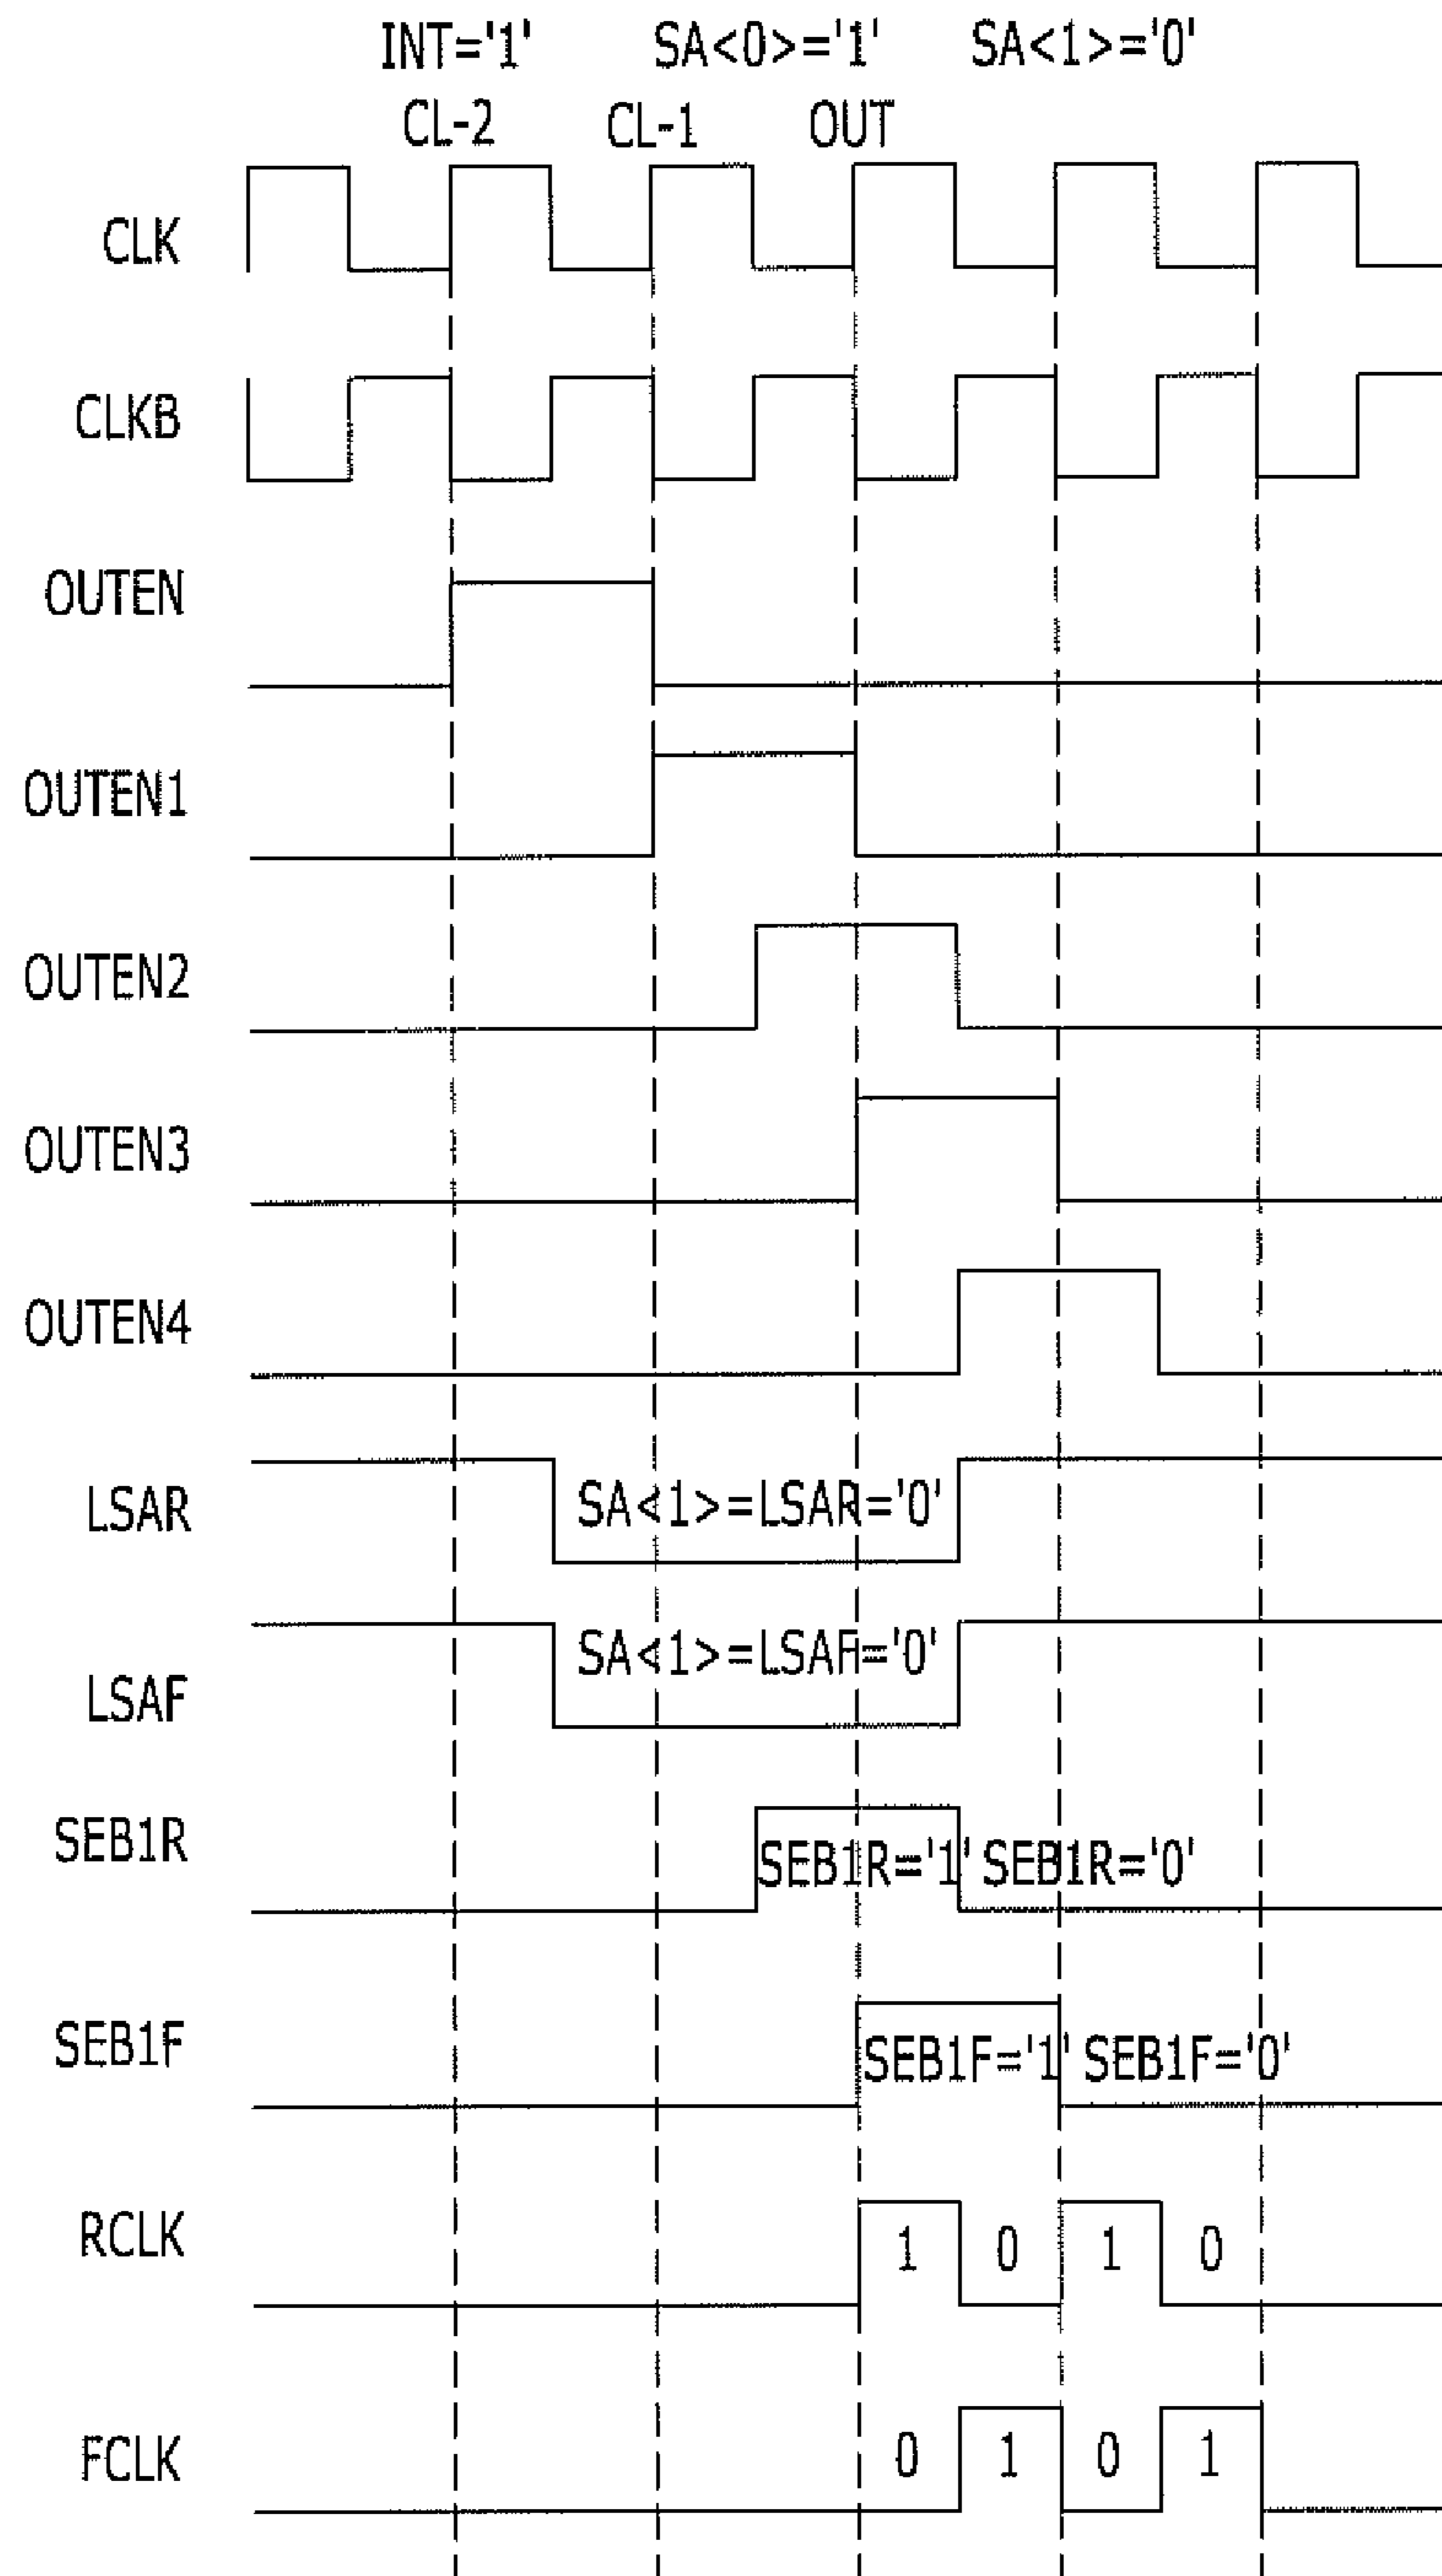 INT='1' SA<0>='1' SA<1>='0'
CL-2 CL-1 OUT
CLK
CLKB
OUTEN
OUTEN1
OUTEN2
OUTEN3
OUTEN4
LSAR SA<1>=LSAR='0'
LSAF SA<1>=LSAF='0'
SEB1R SEB1R='1' SEB1R='0'
SEB1F SEB1F='1' SEB1F='0'
RCLK 1 0 1 0
FCLK 0 1 0 1